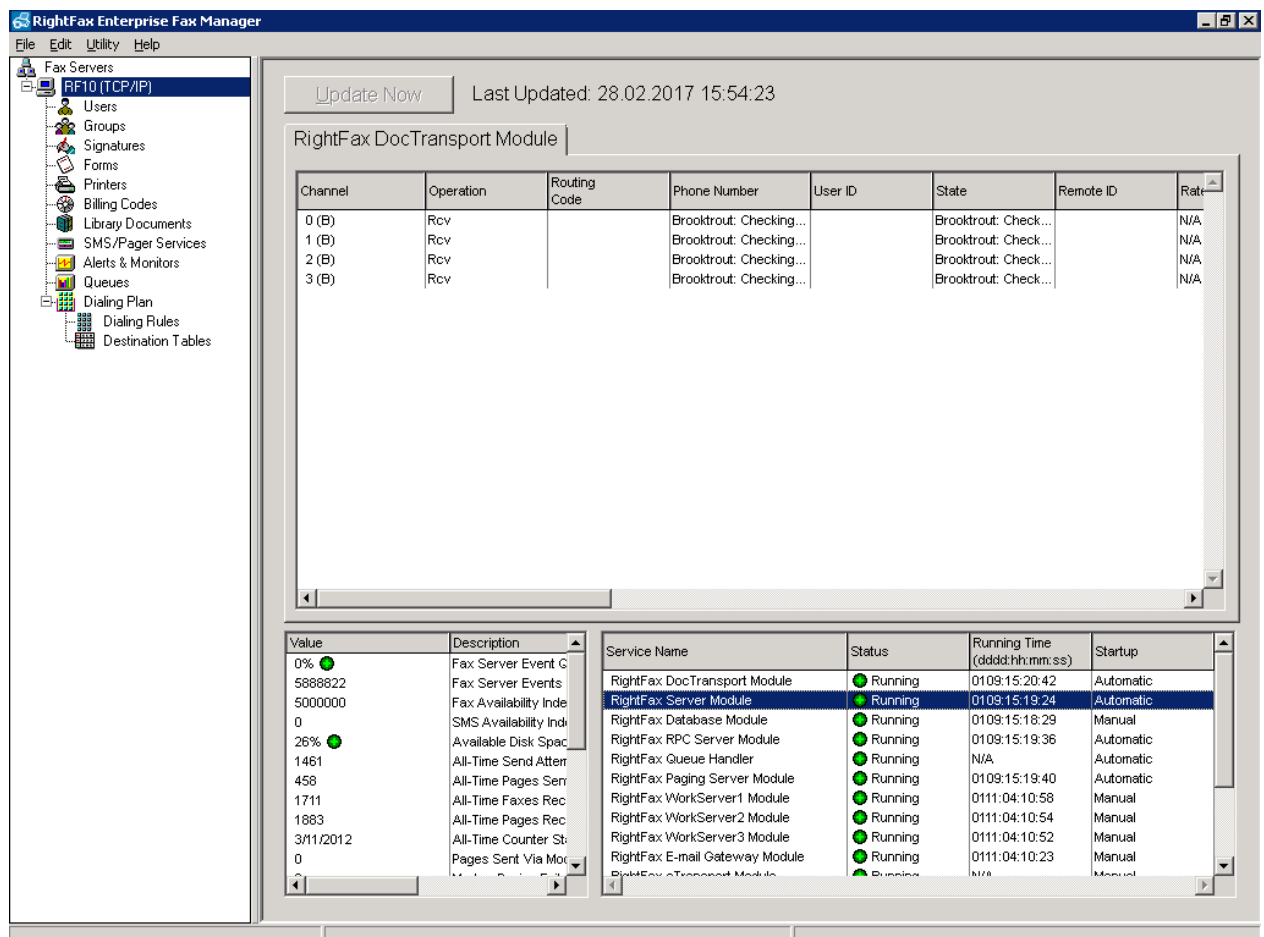 RightFax Enterprise Fax Manager
File Edit Utility Help
Fax Servers
RF10 (TCP/IP)
Users
Groups
Signatures
Forms
Printers
Billing Codes
Library Documents
SMS/Pager Services
Alerts & Monitors
Queues
Dialing Plan
Dialing Rules
Destination Tables
Update Now Last Updated: 28.02.2017 15:54:23
RightFax DocTransport Module
Channel Operation Routing Code Phone Number User ID State Remote ID Rate
0 (B) Rcv Brooktrout: Checking... Brooktrout: Check... N/A
1 (B) Rcv Brooktrout: Checking... Brooktrout: Check... N/A
2 (B) Rcv Brooktrout: Checking... Brooktrout: Check... N/A
3 (B) Rcv Brooktrout: Checking... Brooktrout: Check... N/A
Value Description
0% Fax Server Event
5888822 Fax Server Events
5000000 Fax Availability Inde
0 SMS Availability Ind
26% Available Disk Spac
1461 All-Time Send Attem
458 All-Time Pages Sen
1711 All-Time Faxes Rec
1883 All-Time Pages Rec
3/11/2012 All-Time Counter St
0 Pages Sent Via Mo
Service Name Status Running Time (dddd:hh:mm:ss) Startup
RightFax DocTransport Module Running 0109:15:20:42 Automatic
RightFax Server Module Running 0109:15:19:24 Automatic
RightFax Database Module Running 0109:15:18:29 Manual
RightFax RPC Server Module Running 0109:15:19:36 Automatic
RightFax Queue Handler Running N/A Automatic
RightFax Paging Server Module Running 0109:15:19:40 Automatic
RightFax WorkServer1 Module Running 0111:04:10:58 Manual
RightFax WorkServer2 Module Running 0111:04:10:54 Manual
RightFax WorkServer3 Module Running 0111:04:10:52 Manual
RightFax E-mail Gateway Module Running 0111:04:10:23 Manual
RightFax eTransport Module Running N/A Manual